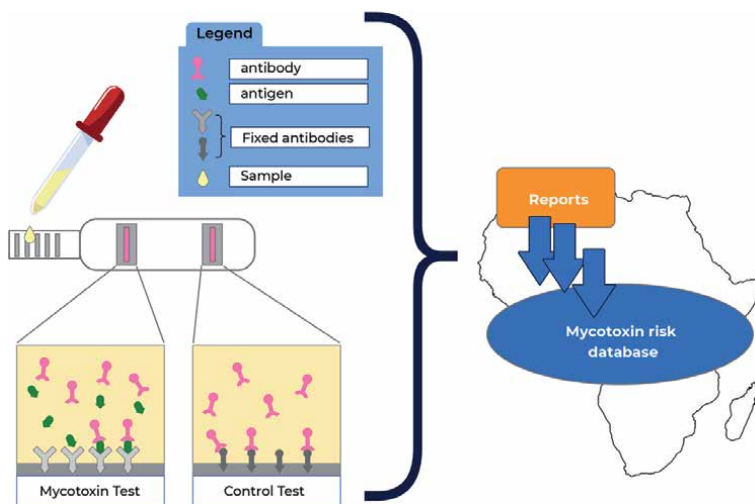 Legend
antibody
antigen
Fixed antibodies
Sample
Reports
Mycotoxin risk
database
Mycotoxin Test
Control Test